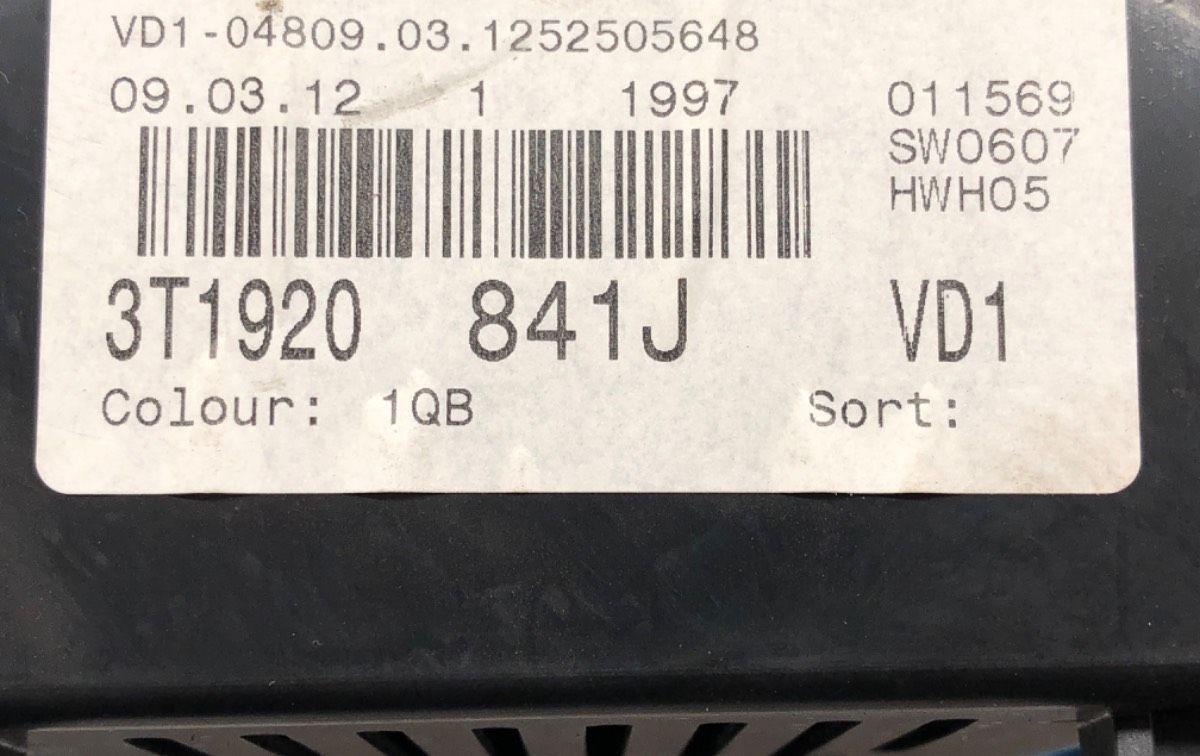 VD1-04809.03.1252505648
09.03.12 1 1997 011569
SW0607
HWH05
3T1920 841J VD1
Colour: 1QB Sort: